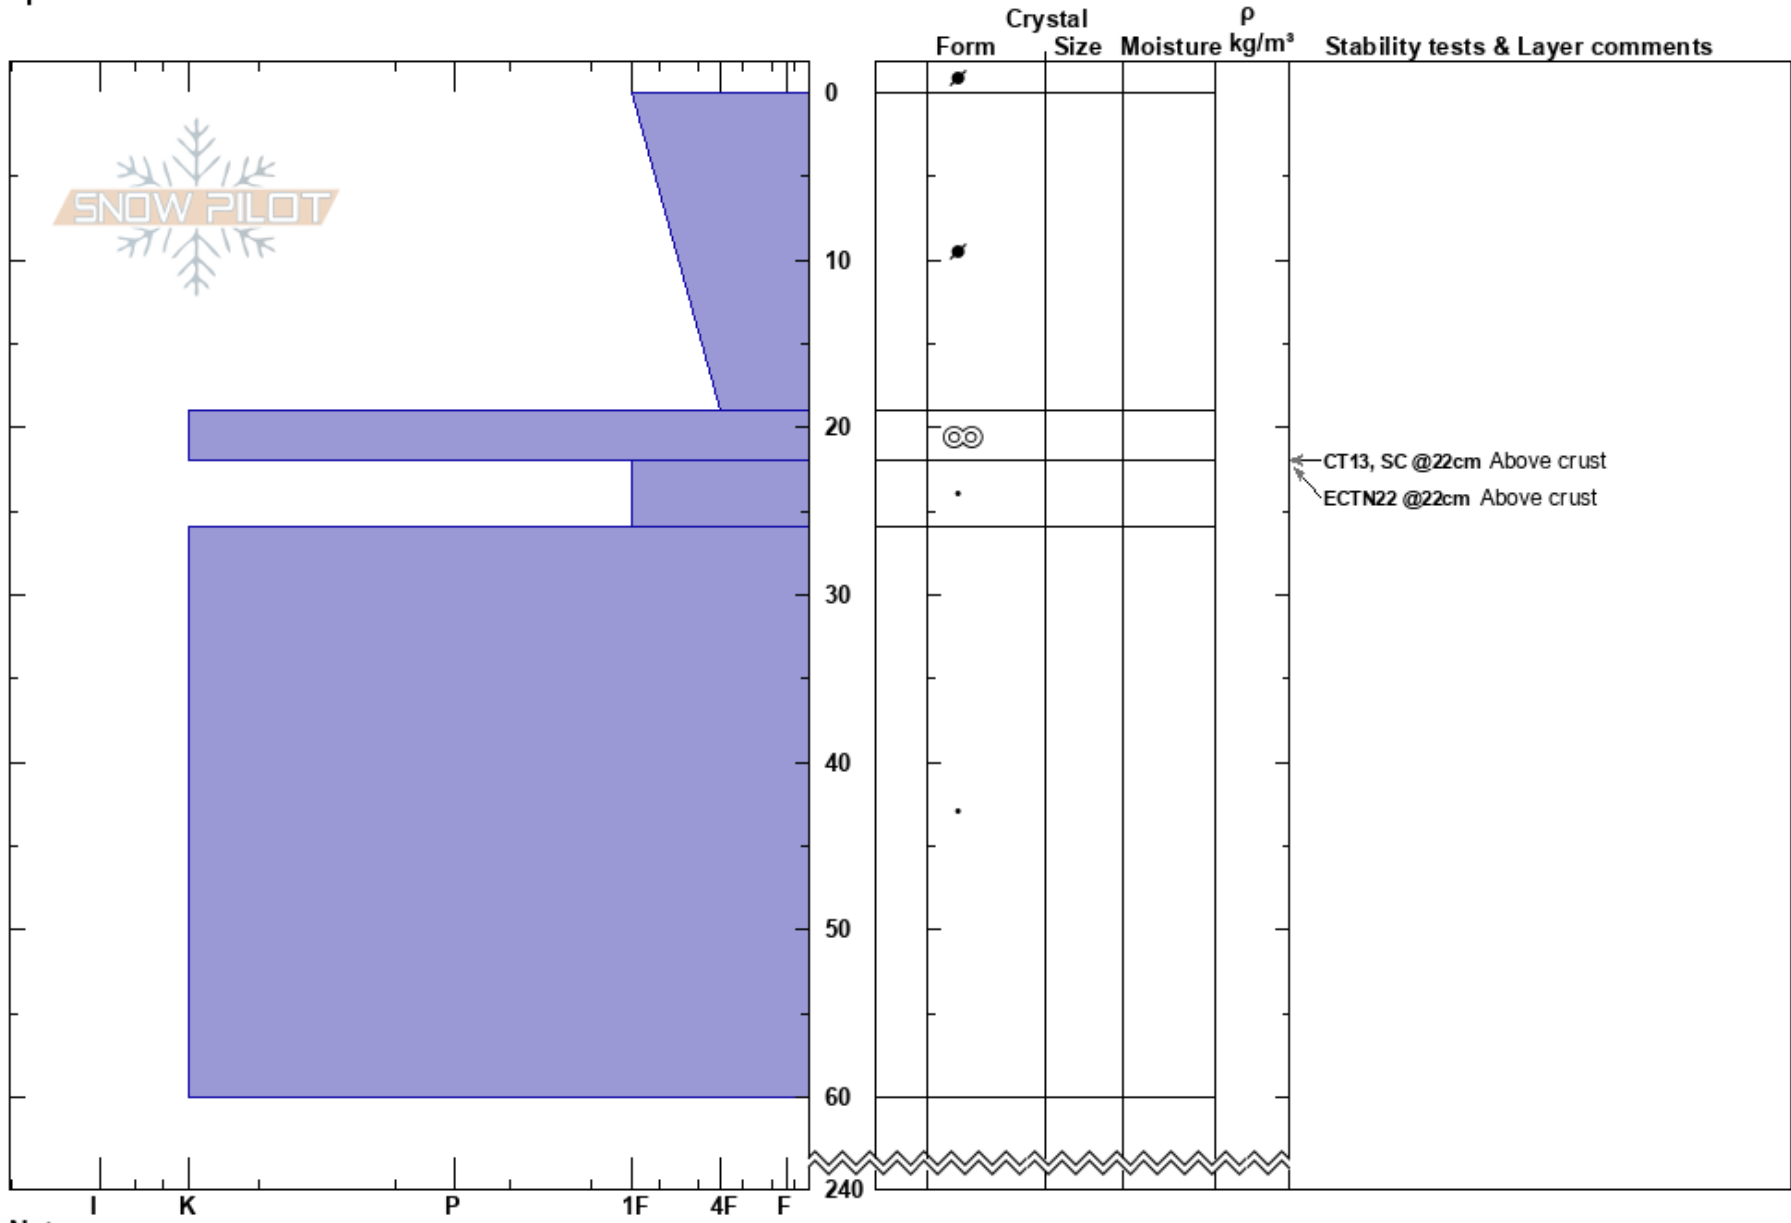 Crystal
ρ
Form Size Moisture kg/m³ Stability tests & Layer comments
0
SNOW PILOT
10
20
CT13, SC @22cm Above crust
ECTN22 @22cm Above crust
30
40
50
60
240
I K P 1F 4F F